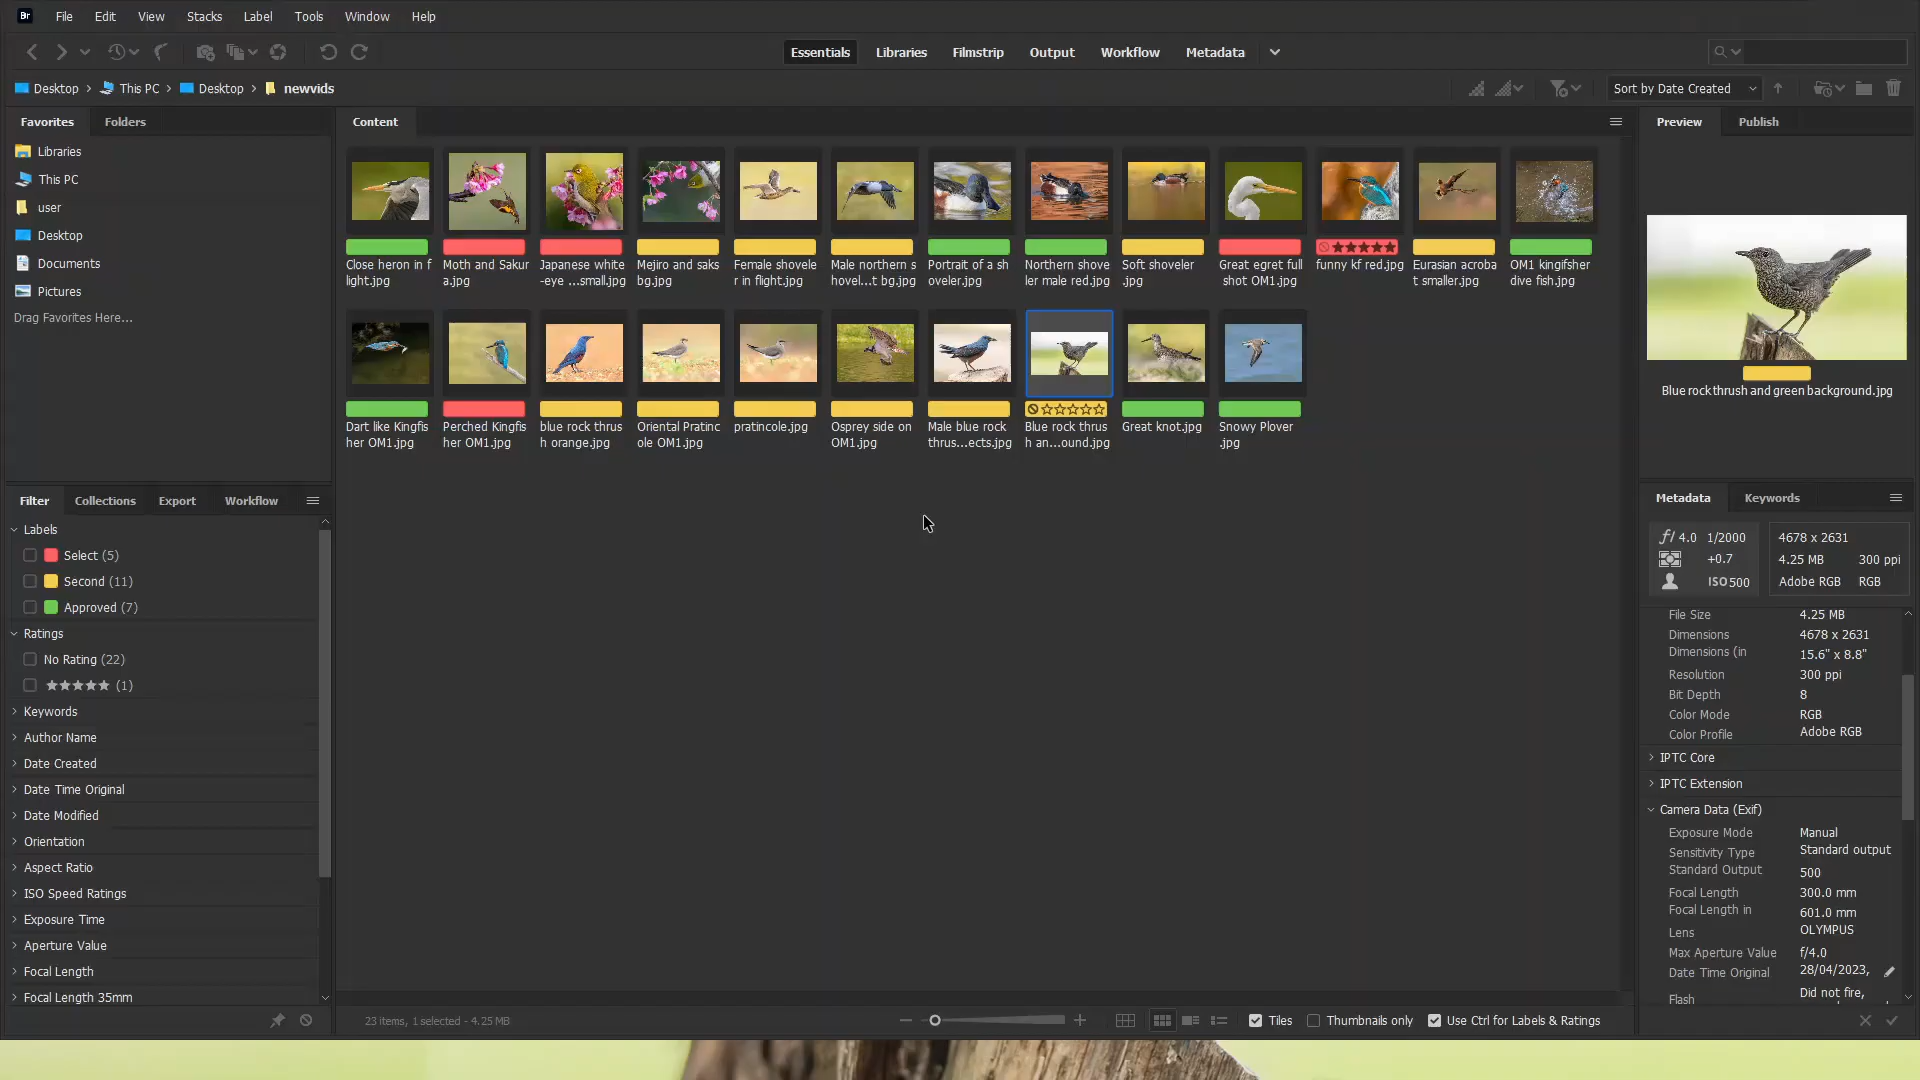 Br File Edit View Stacks Label Tools Window Help
Essentials Libraries Filmstrip Output Workflow Metadata
Desktop This PC Desktop newvids
Sort by Date Created
Favorites Folders
Libraries
This PC
user
Desktop
Documents
Pictures
Drag Favorites Here...
Content
Close heron in f
light.jpg
Moth and Sakur
a.jpg
Japanese white
-eye ...small.jpg
Mejiro and saks
bg.jpg
Female shovele
r in flight.jpg
Male northern s
hovel...t bg.jpg
Portrait of a sh
oveler.jpg
Northern shove
ler male red.jpg
Soft shoveler
.jpg
Great egret full
shot OM1.jpg
funny kf red.jpg
Eurasian acroba
t smaller.jpg
OM1 kingifsher
dive fish.jpg
Dart like Kingfis
her OM1.jpg
Perched Kingfis
her OM1.jpg
blue rock thrus
h orange.jpg
Oriental Pratinc
ole OM1.jpg
pratincole.jpg
Osprey side on
OM1.jpg
Male blue rock
thrus...ects.jpg
Blue rock thrus
h an...ound.jpg
Great knot.jpg
Snowy Plover
.jpg
Preview Publish
Blue rock thrush and green background.jpg
Filter Collections Export Workflow
Labels
Select (5)
Second (11)
Approved (7)
Ratings
No Rating (22)
★★★★★ (1)
Keywords
Author Name
Date Created
Date Time Original
Date Modified
Orientation
Aspect Ratio
ISO Speed Ratings
Exposure Time
Aperture Value
Focal Length
Focal Length 35mm
Metadata Keywords
f/ 4.0 1/2000
+0.7
ISO500
4678 x 2631
4.25 MB 300 ppi
Adobe RGB RGB
File Size 4.25 MB
Dimensions 4678 x 2631
Dimensions (in 15.6" x 8.8"
Resolution 300 ppi
Bit Depth 8
Color Mode RGB
Color Profile Adobe RGB
IPTC Core
IPTC Extension
Camera Data (Exif)
Exposure Mode Manual
Sensitivity Type Standard output
Standard Output 500
Focal Length 300.0 mm
Focal Length in 601.0 mm
Lens OLYMPUS
Max Aperture Value f/4.0
Date Time Original 28/04/2023,
Flash Did not fire,
23 items, 1 selected - 4.25 MB
Tiles Thumbnails only Use Ctrl for Labels & Ratings